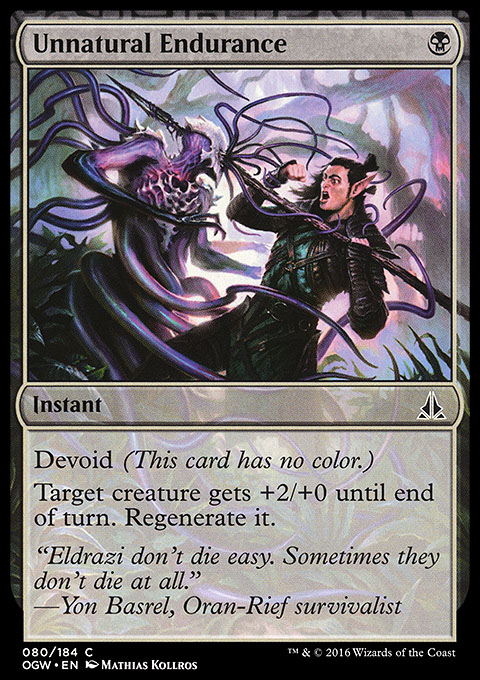 Unnatural Endurance
Instant
Devoid (This card has no color.)
Target creature gets +2/+0 until end
of turn. Regenerate it.
“Eldrazi don’t die easy. Sometimes they
don’t die at all.”
—Yon Basrel, Oran-Rief survivalist
080/184 C
OGW • EN Mathias Kollros
™ & © 2016 Wizards of the Coast